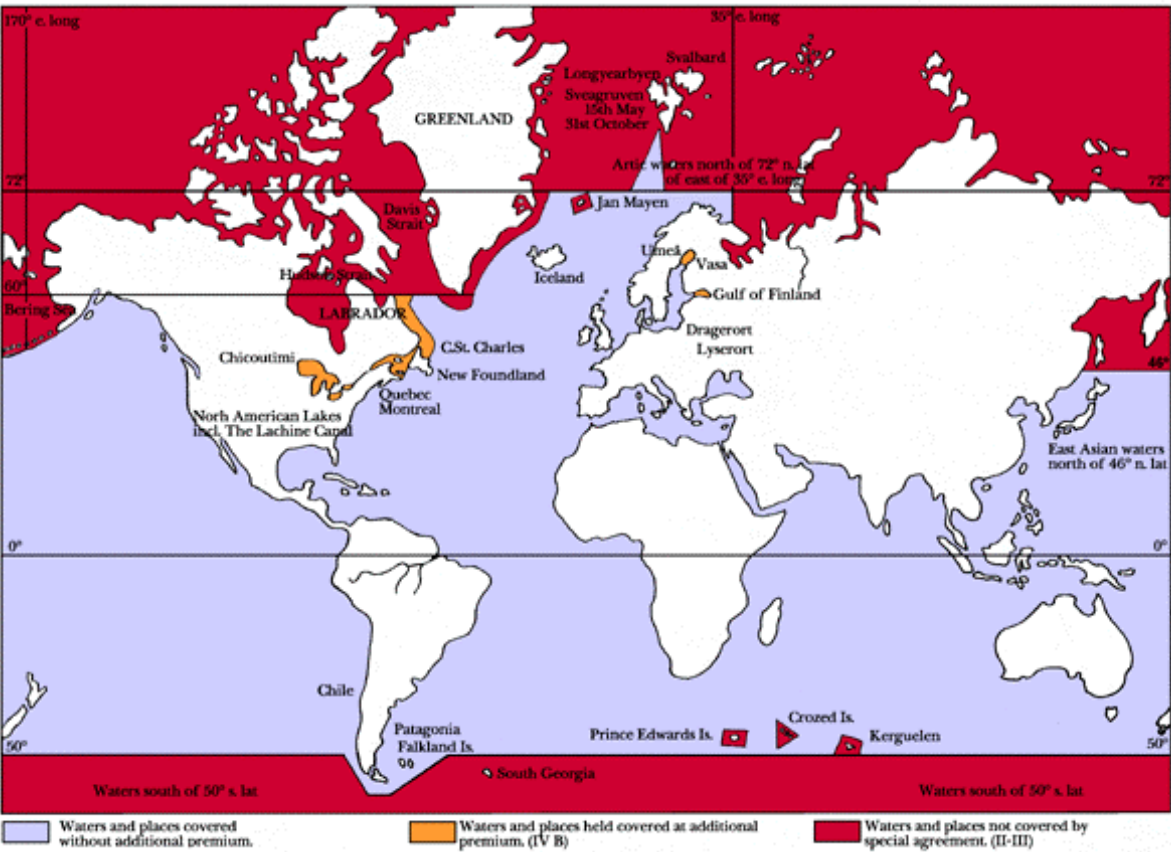 170° e. long
35° e. long
Svalbard
Longyearbyen
Sveagruven
15th May
31st October
GREENLAND
Artic waters north of 72° n. lat
of east of 35° e. long
72°
72°
Davis
Strait
Jan Mayen
Umeå
Vasa
Iceland
Hudson Strait
60°
Gulf of Finland
Bering Sea
LABRADOR
Dragerort
Lyserort
C.St. Charles
Chicoutimi
46°
New Foundland
Quebec
Montreal
Norh American Lakes
incl. The Lachine Canal
East Asian waters
north of 46° n. lat
0°
0°
Chile
Patagonia
Falkland Is.
Prince Edwards Is.
Crozed Is.
Kerguelen
50°
50°
South Georgia
Waters south of 50° s. lat
Waters south of 50° s. lat
Waters and places covered
without additional premium.
Waters and places held covered at additional
premium. (IV B)
Waters and places not covered by
special agreement. (II-III)